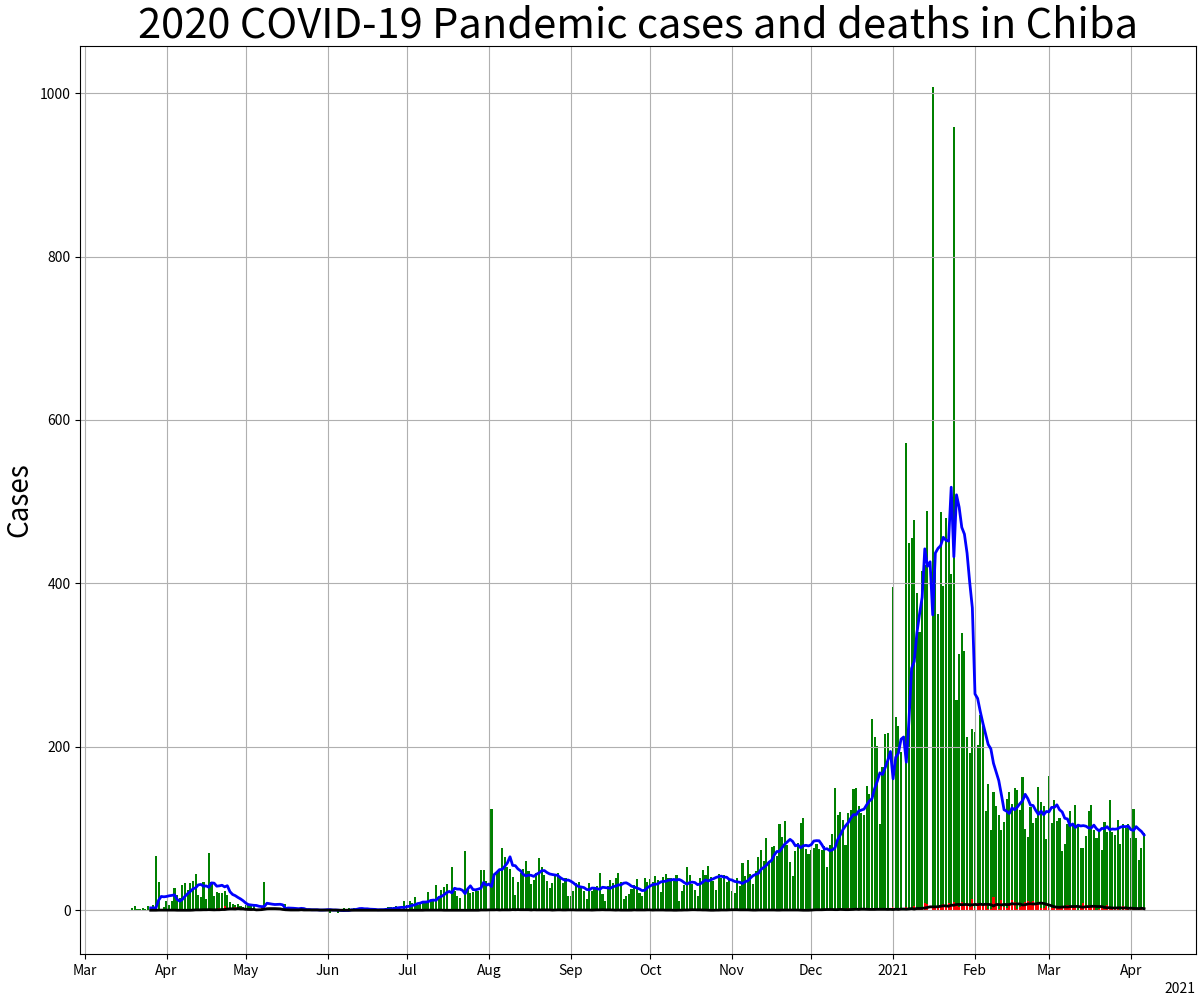 2020 COVID-19 Pandemic cases and deaths in Chiba
Cases
1000
800
600
400
200
0
Mar Apr May Jun Jul Aug Sep Oct Nov Dec 2021 Feb Mar Apr
2021